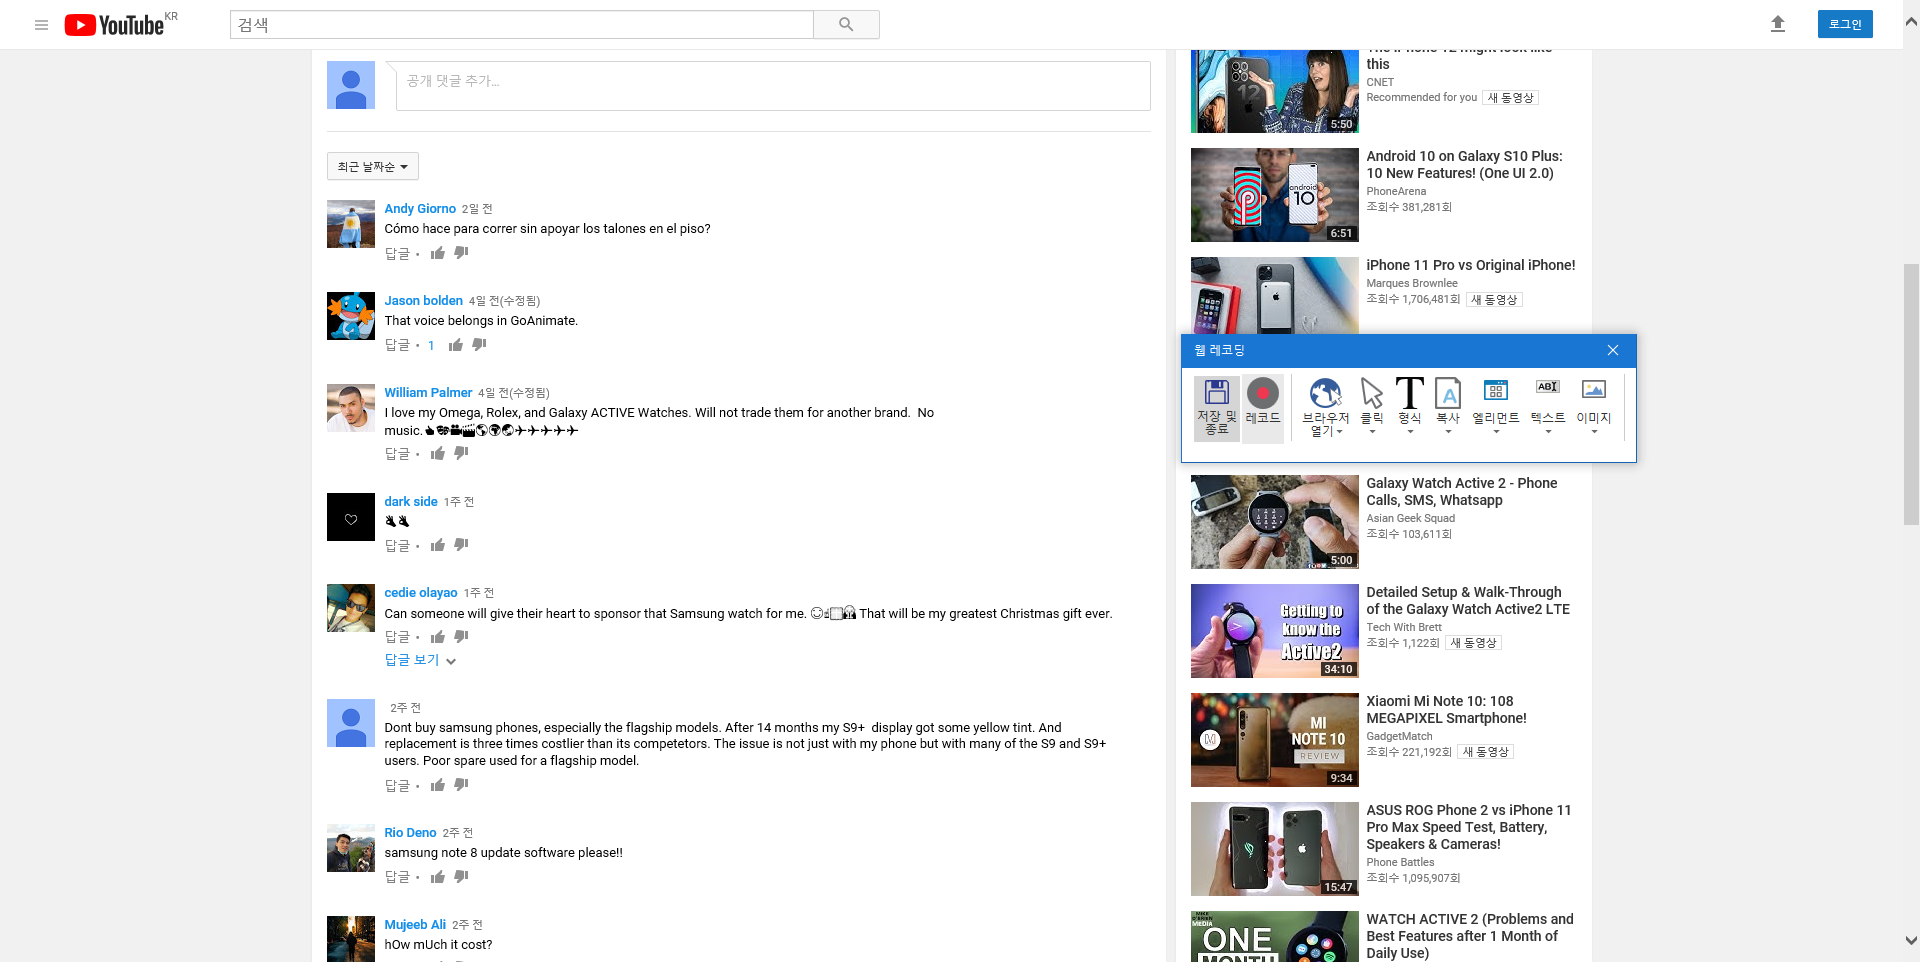 YouTube KR
검색
로그인
공개 댓글 추가...
최근 날짜순
Andy Giorno 2일 전
Cómo hace para correr sin apoyar los talones en el piso?
답글 •
Jason bolden 4일 전(수정됨)
That voice belongs in GoAnimate.
답글 • 1
William Palmer 4일 전(수정됨)
I love my Omega, Rolex, and Galaxy ACTIVE Watches. Will not trade them for another brand.  No
music.
답글 •
dark side 1주 전
답글 •
cedie olayao 1주 전
Can someone will give their heart to sponsor that Samsung watch for me. That will be my greatest Christmas gift ever.
답글 •
답글 보기
2주 전
Dont buy samsung phones, especially the flagship models. After 14 months my S9+  display got some yellow tint. And
replacement is three times costlier than its competetors. The issue is not just with my phone but with many of the S9 and S9+
users. Poor spare used for a flagship model.
답글 •
Rio Deno 2주 전
samsung note 8 update software please!!
답글 •
Mujeeb Ali 2주 전
hOw mUch it cost?
The iPhone 12 might look like
this
CNET
Recommended for you 새 동영상
12
5:50
Android 10 on Galaxy S10 Plus:
10 New Features! (One UI 2.0)
PhoneArena
조회수 381,281회
android
10
6:51
iPhone 11 Pro vs Original iPhone!
Marques Brownlee
조회수 1,706,481회 새 동영상
웹 레코딩
저장 및
종료
레코드
브라우저
열기
클릭
T
형식
A
복사
엘리먼트
ABI
텍스트
이미지
Galaxy Watch Active 2 - Phone
Calls, SMS, Whatsapp
Asian Geek Squad
조회수 103,611회
5:00
Detailed Setup & Walk-Through
of the Galaxy Watch Active2 LTE
Tech With Brett
조회수 1,122회 새 동영상
Getting to
know the
Active2
34:10
Xiaomi Mi Note 10: 108
MEGAPIXEL Smartphone!
GadgetMatch
조회수 221,192회 새 동영상
MI
NOTE 10
REVIEW
9:34
ASUS ROG Phone 2 vs iPhone 11
Pro Max Speed Test, Battery,
Speakers & Cameras!
Phone Battles
조회수 1,095,907회
15:47
WATCH ACTIVE 2 (Problems and
Best Features after 1 Month of
Daily Use)
MIKE
O'BRIEN
MEDIA
ONE
MONTH